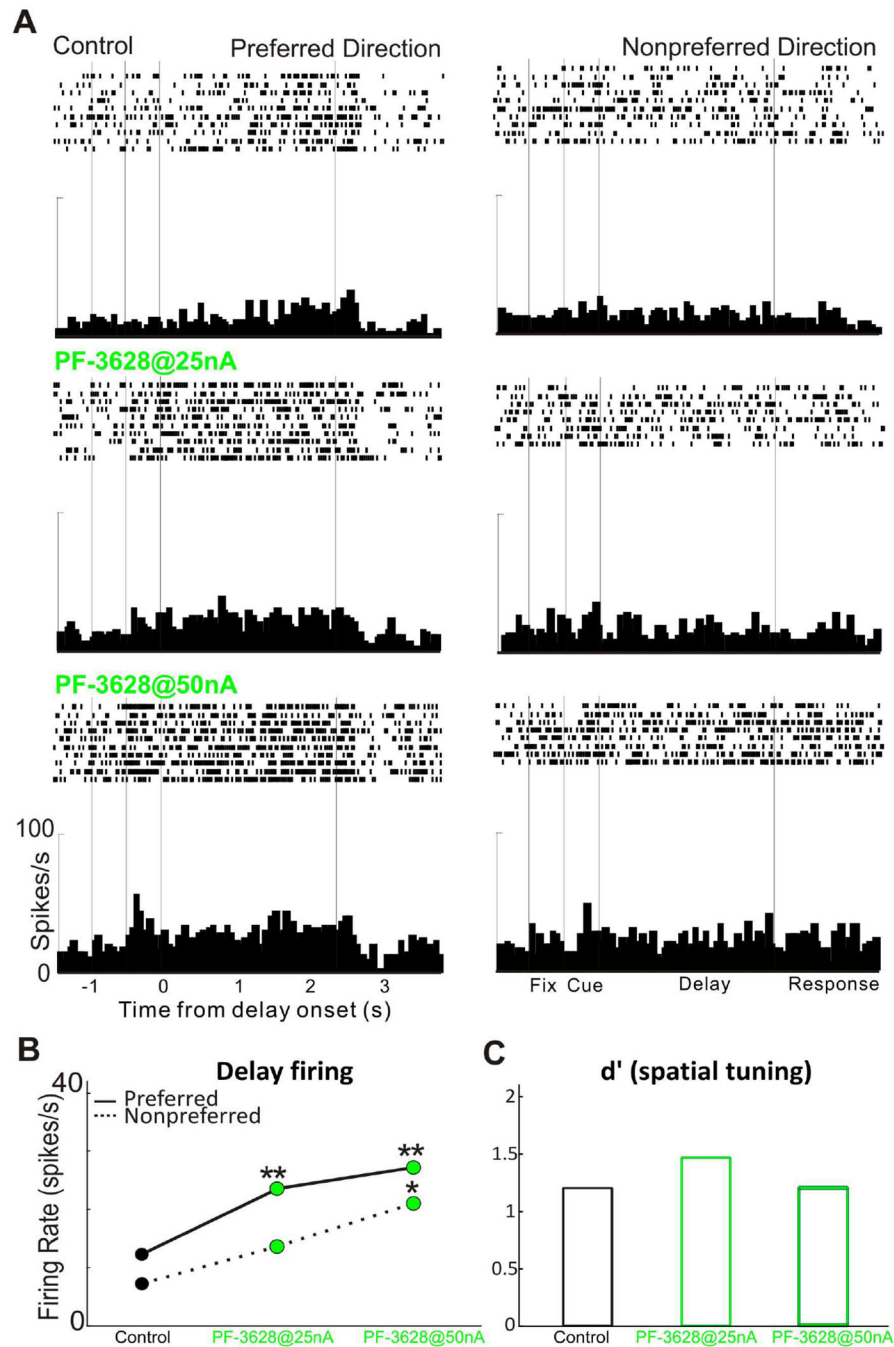 A
Control Preferred Direction Nonpreferred Direction
PF-3628@25nA
PF-3628@50nA
100
Spikes/s
0
-1 0 1 2 3
Time from delay onset (s)
Fix Cue Delay Response
B
Delay firing
40
Preferred
Nonpreferred
**
**
*
Firing Rate (spikes/s)
0
Control PF-3628@25nA PF-3628@50nA
C
d' (spatial tuning)
2
1.5
1
0.5
0
Control PF-3628@25nA PF-3628@50nA